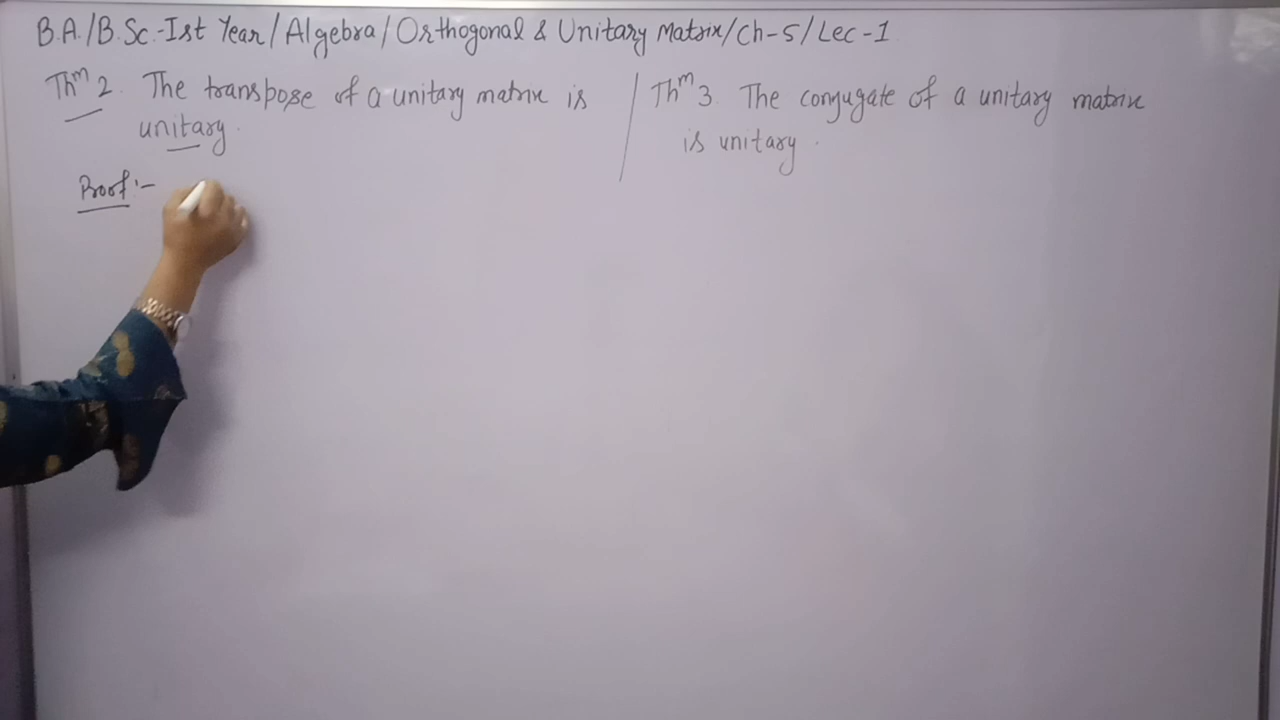 B.A./B.Sc.-Ist Year/Algebra/Orthogonal & Unitary Matrix/Ch-5/Lec-1
Thm 2. The transpose of a unitary matrix is
unitary.
Thm 3. The conjugate of a unitary matrix
is unitary.
Proof:-